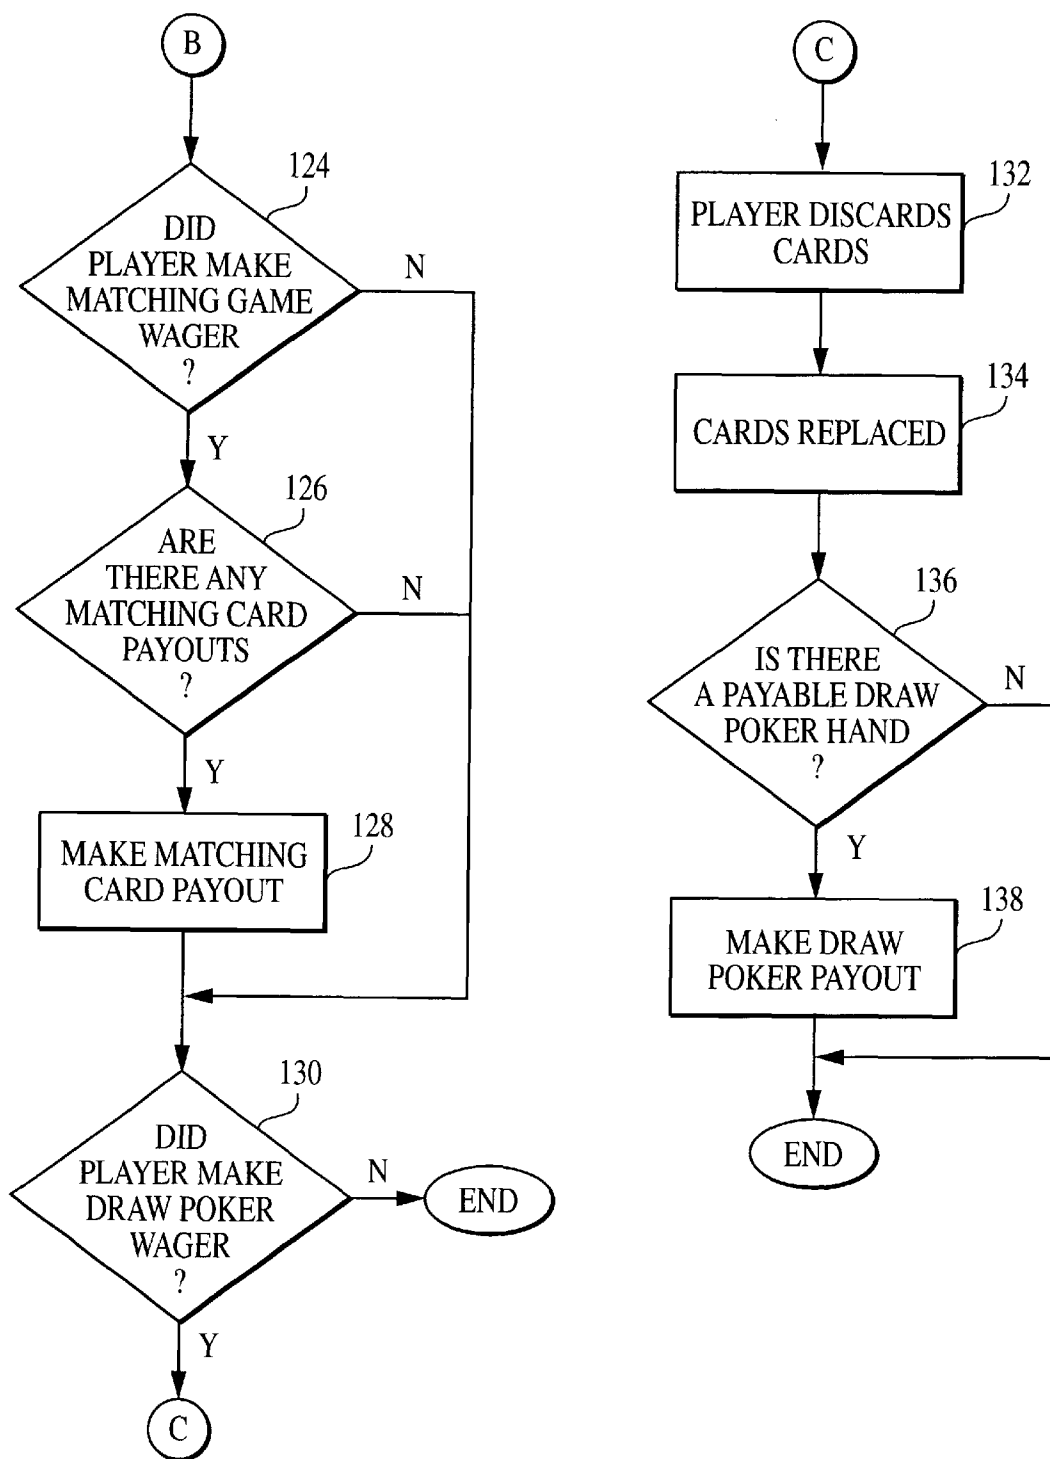 B
124
DID
PLAYER MAKE
MATCHING GAME
WAGER
?
N
Y
126
ARE
THERE ANY
MATCHING CARD
PAYOUTS
?
N
Y
128
MAKE MATCHING
CARD PAYOUT
130
DID
PLAYER MAKE
DRAW POKER
WAGER
?
N
END
Y
C
C
132
PLAYER DISCARDS
CARDS
134
CARDS REPLACED
136
IS THERE
A PAYABLE DRAW
POKER HAND
?
N
Y
138
MAKE DRAW
POKER PAYOUT
END